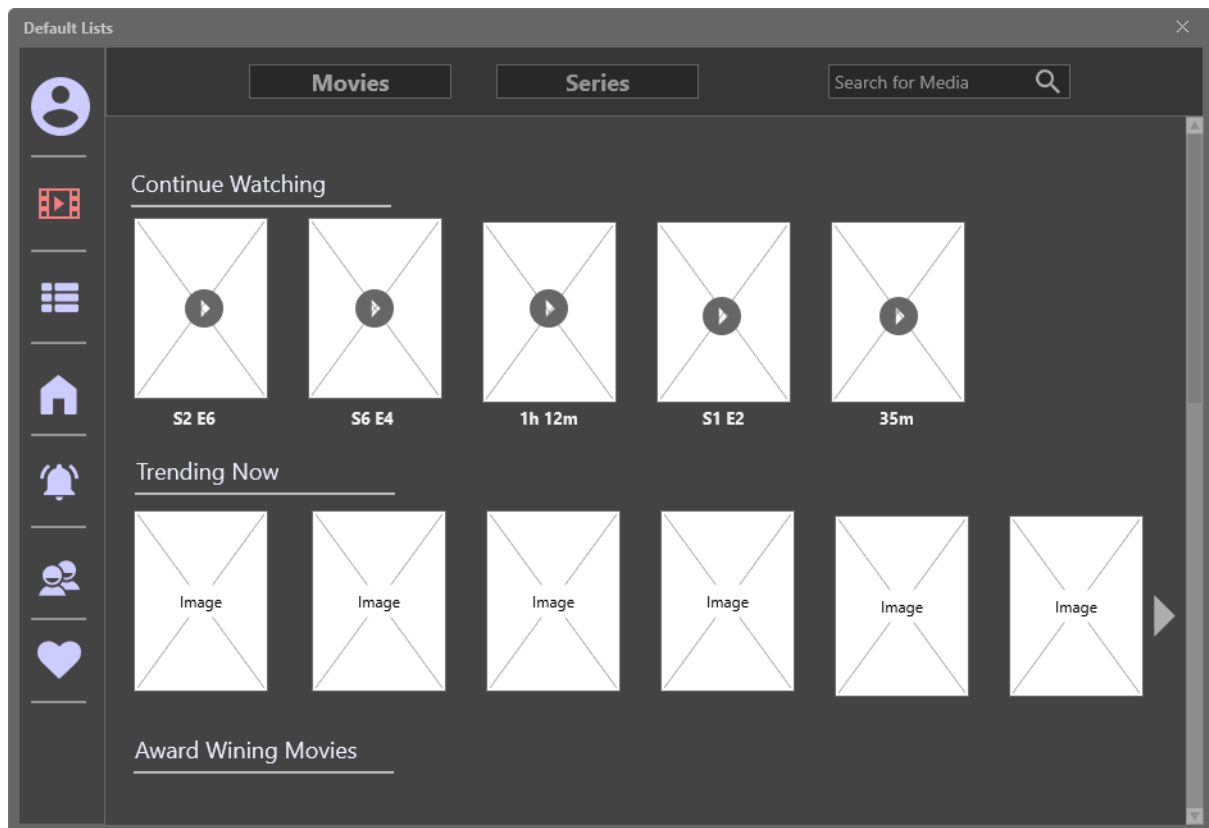 Default Lists
Movies Series Search for Media
Continue Watching
S2 E6 S6 E4 1h 12m S1 E2 35m
Trending Now
Image Image Image Image Image Image
Award Wining Movies